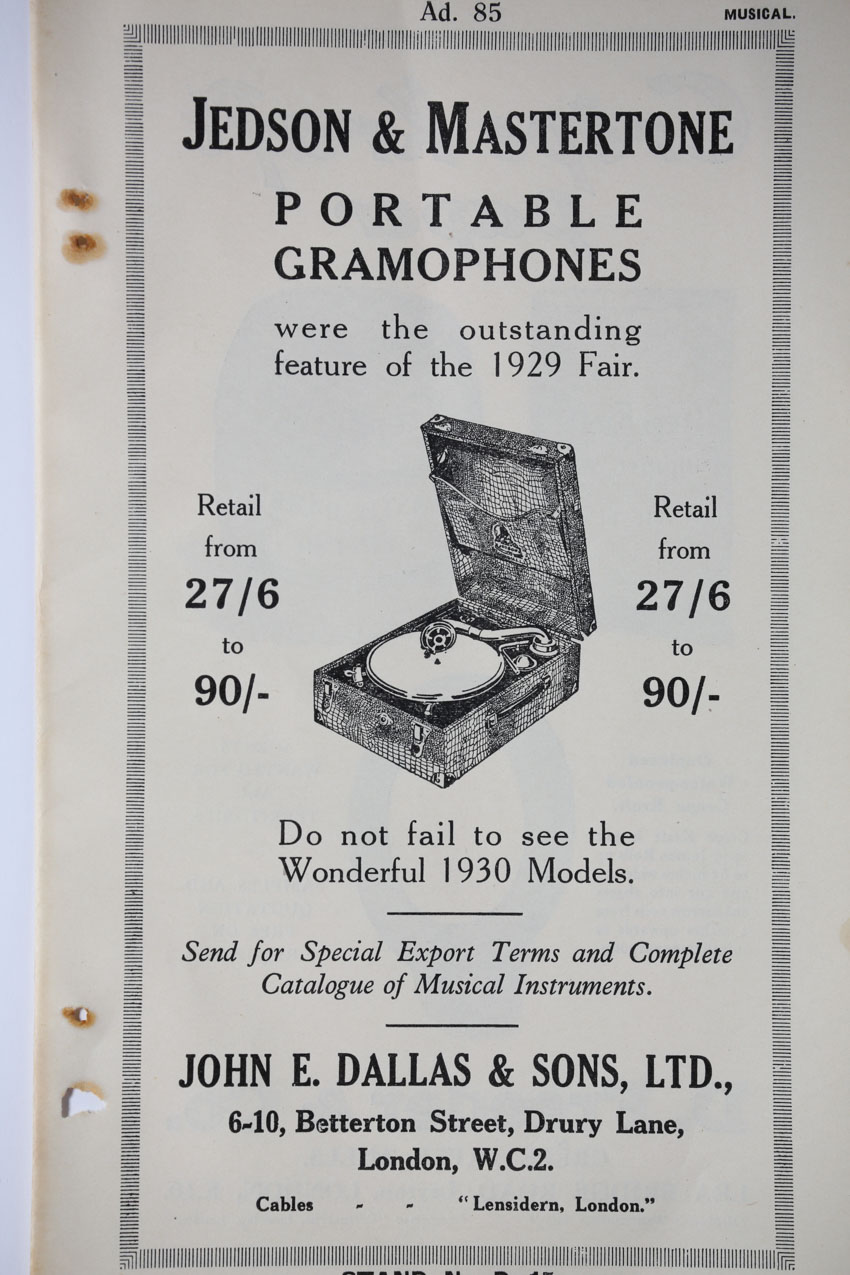 Ad. 85
MUSICAL.
JEDSON & MASTERTONE
PORTABLE
GRAMOPHONES
were the outstanding
feature of the 1929 Fair.
Retail
from
27/6
to
90/-
Retail
from
27/6
to
90/-
Do not fail to see the
Wonderful 1930 Models.
Send for Special Export Terms and Complete
Catalogue of Musical Instruments.
JOHN E. DALLAS & SONS, LTD.,
6-10, Betterton Street, Drury Lane,
London, W.C.2.
Cables - - "Lensidern, London."